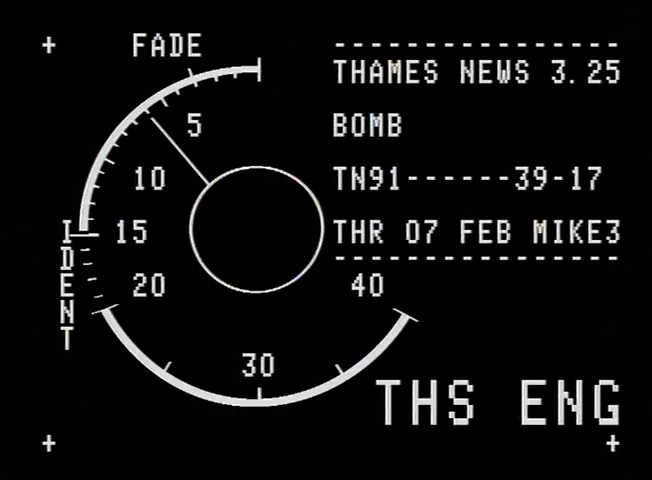 FADE
THAMES NEWS 3.25
5
BOMB
10
TN91------39-17
15
THR 07 FEB MIKE3
IDENT
20
40
30
THS ENG